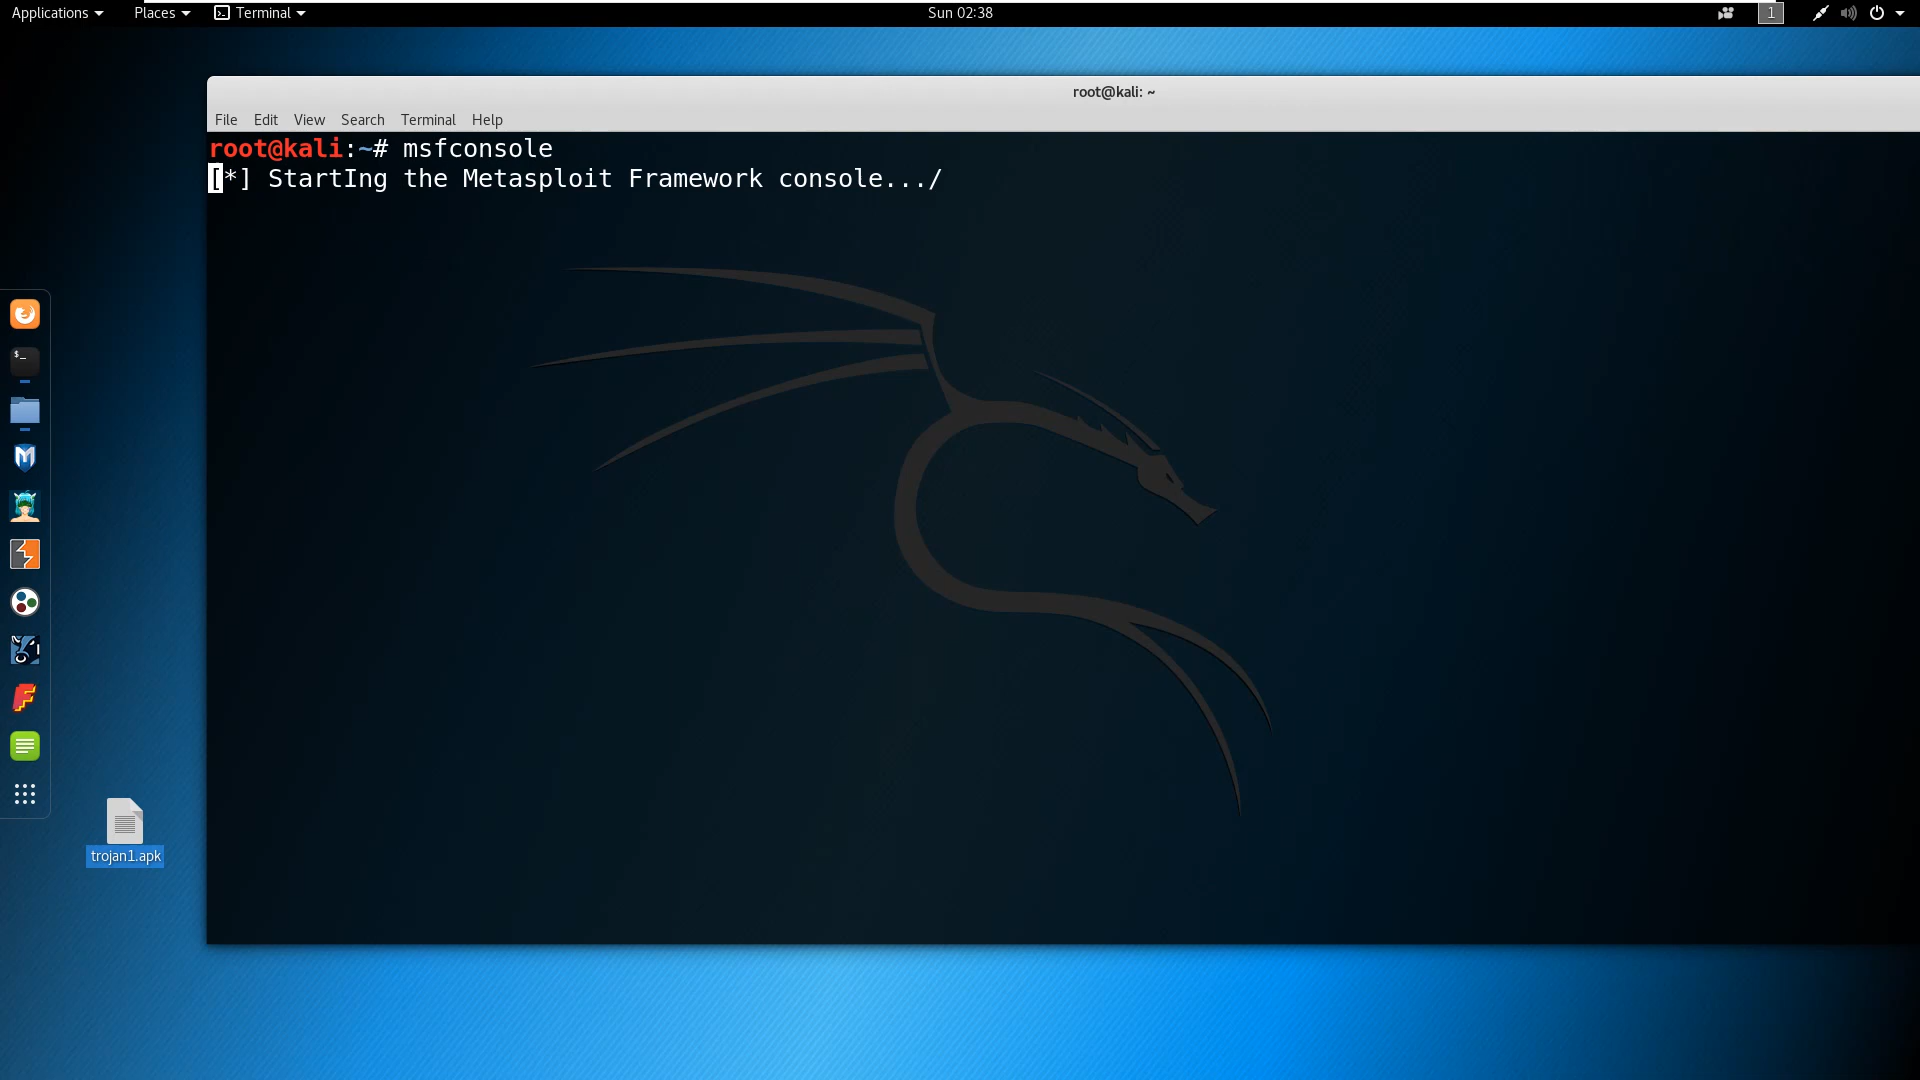 Applications Places Terminal Sun 02:38 1
root@kali: ~
File Edit View Search Terminal Help
root@kali:~# msfconsole
[*] StartIng the Metasploit Framework console.../
$_
trojan1.apk